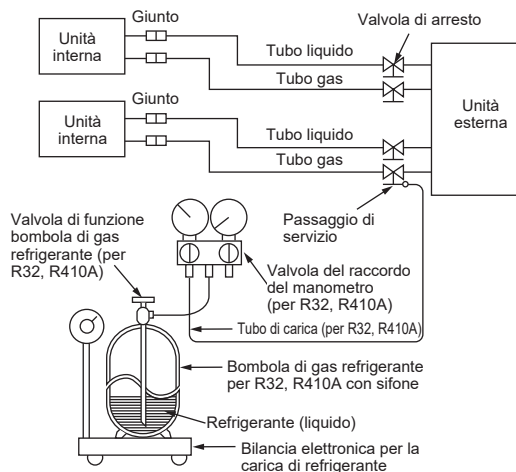 Giunto
Valvola di arresto
Unità
interna
Tubo liquido
Tubo gas
Unità
esterna
Giunto
Unità
interna
Tubo liquido
Tubo gas
Passaggio di
servizio
Valvola di funzione
bombola di gas
refrigerante (per
R32, R410A)
Valvola del raccordo
del manometro
(per R32, R410A)
Tubo di carica (per R32, R410A)
Bombola di gas refrigerante
per R32, R410A con sifone
Refrigerante (liquido)
Bilancia elettronica per la
carica di refrigerante